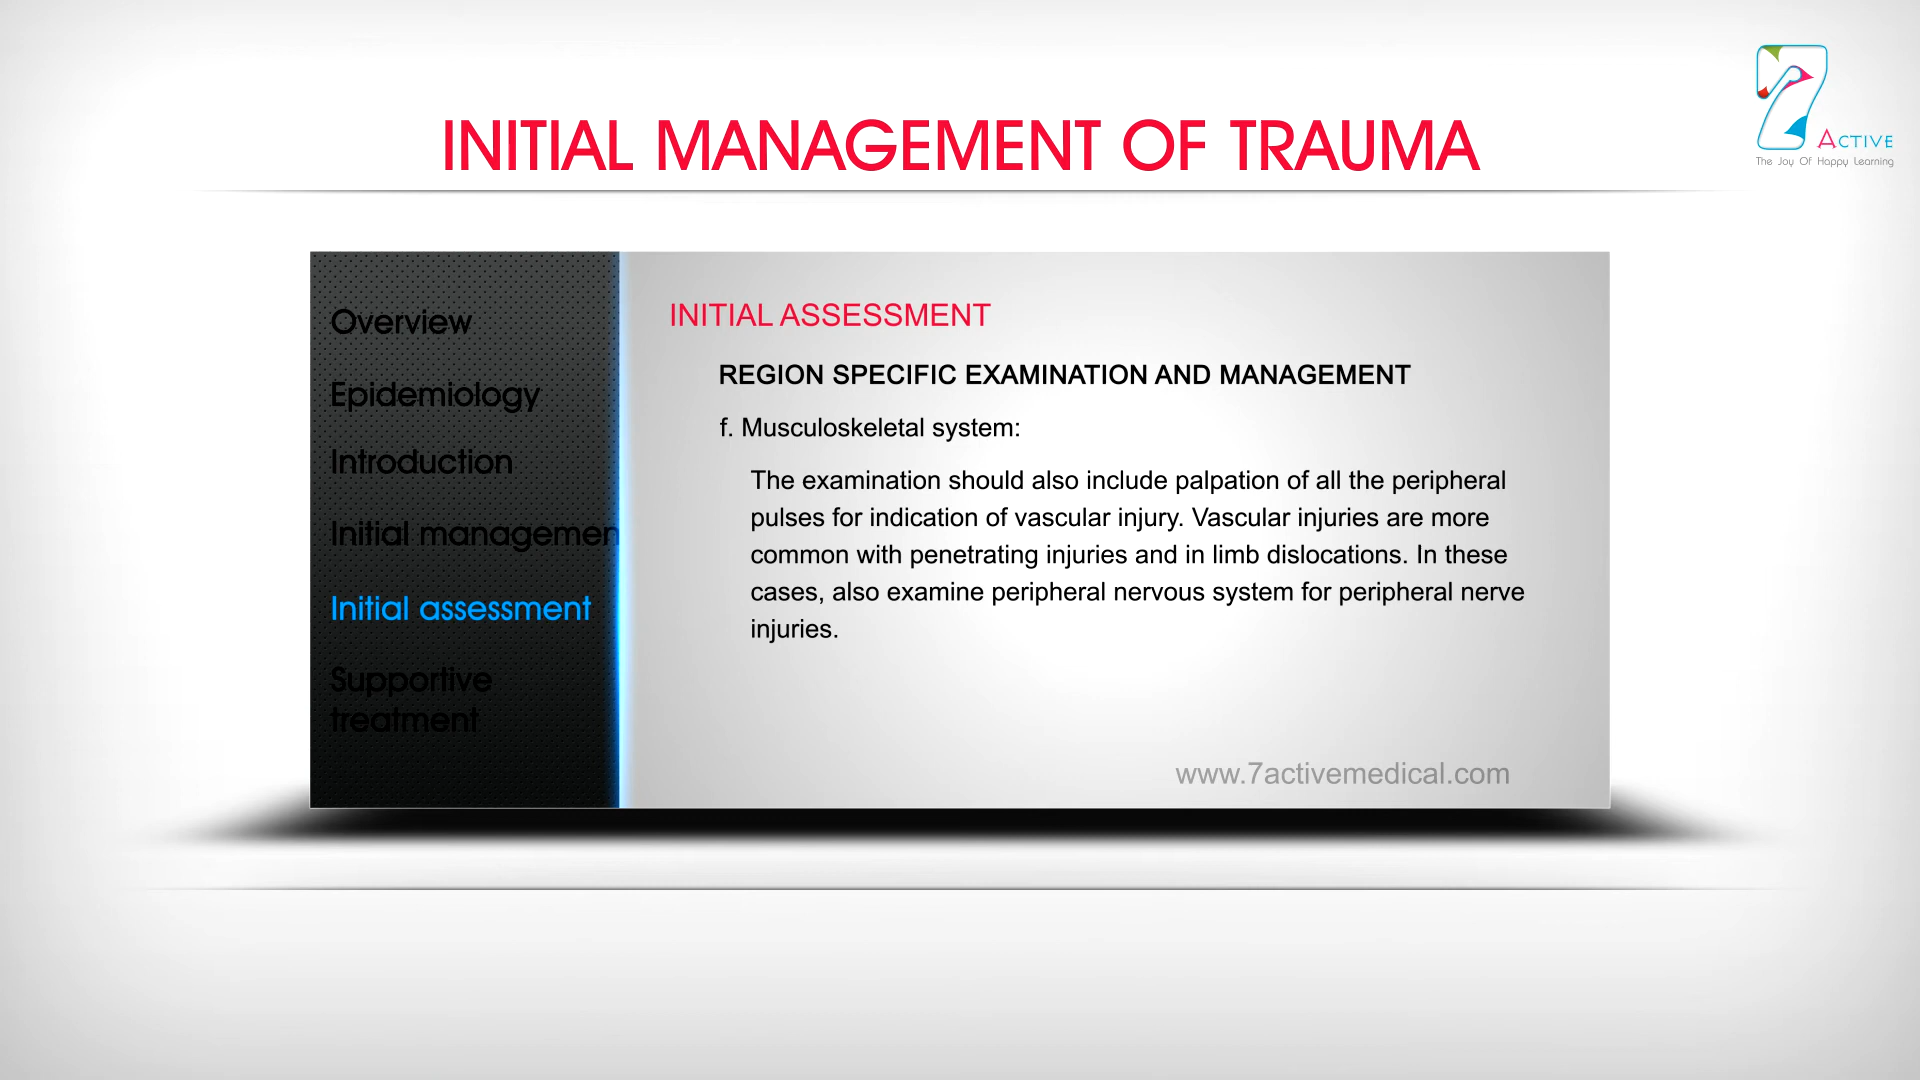 INITIAL MANAGEMENT OF TRAUMA
7
ACTIVE
The Joy Of Happy Learning
Overview
Epidemiology
Introduction
Initial managemen
Initial assessment
Supportive
treatment
INITIAL ASSESSMENT
REGION SPECIFIC EXAMINATION AND MANAGEMENT
f. Musculoskeletal system:
The examination should also include palpation of all the peripheral
pulses for indication of vascular injury. Vascular injuries are more
common with penetrating injuries and in limb dislocations. In these
cases, also examine peripheral nervous system for peripheral nerve
injuries.
www.7activemedical.com